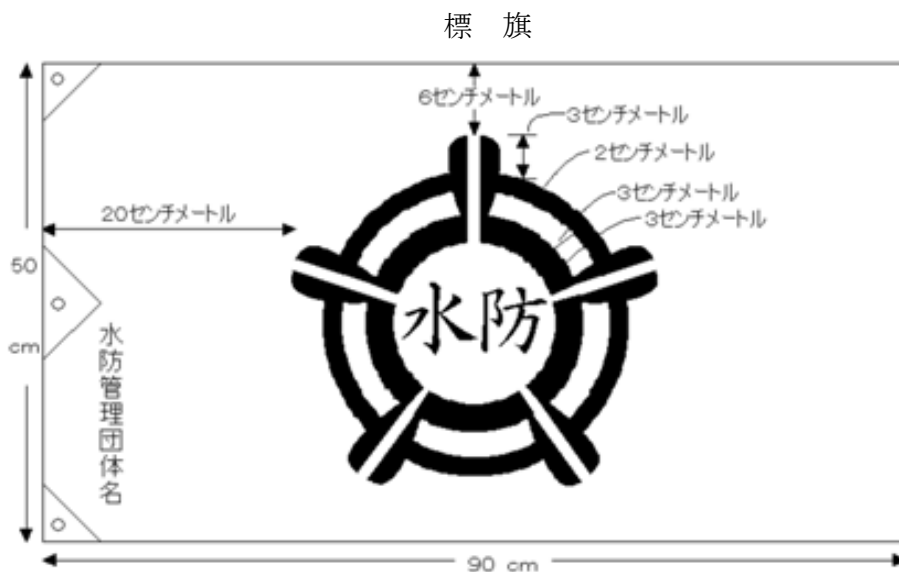 標 旗
6センチメートル
3センチメートル
2センチメートル
3センチメートル
3センチメートル
20センチメートル
50
cm
水防
水防管理団体名
90 cm